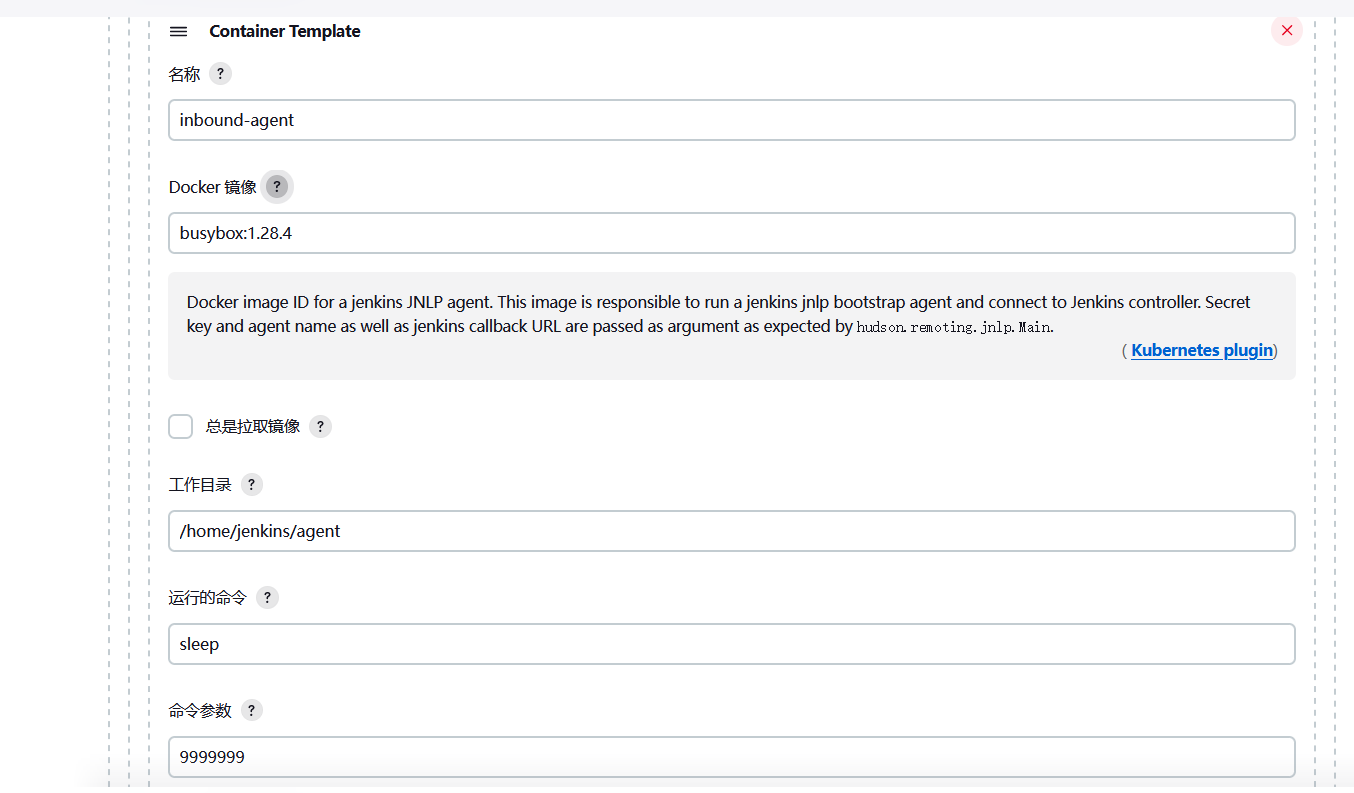 Container Template
名称 ?
inbound-agent
Docker 镜像 ?
busybox:1.28.4
Docker image ID for a jenkins JNLP agent. This image is responsible to run a jenkins jnlp bootstrap agent and connect to Jenkins controller. Secret
key and agent name as well as jenkins callback URL are passed as argument as expected by hudson.remoting.jnlp.Main.
( Kubernetes plugin)
总是拉取镜像 ?
工作目录 ?
/home/jenkins/agent
运行的命令 ?
sleep
命令参数 ?
9999999